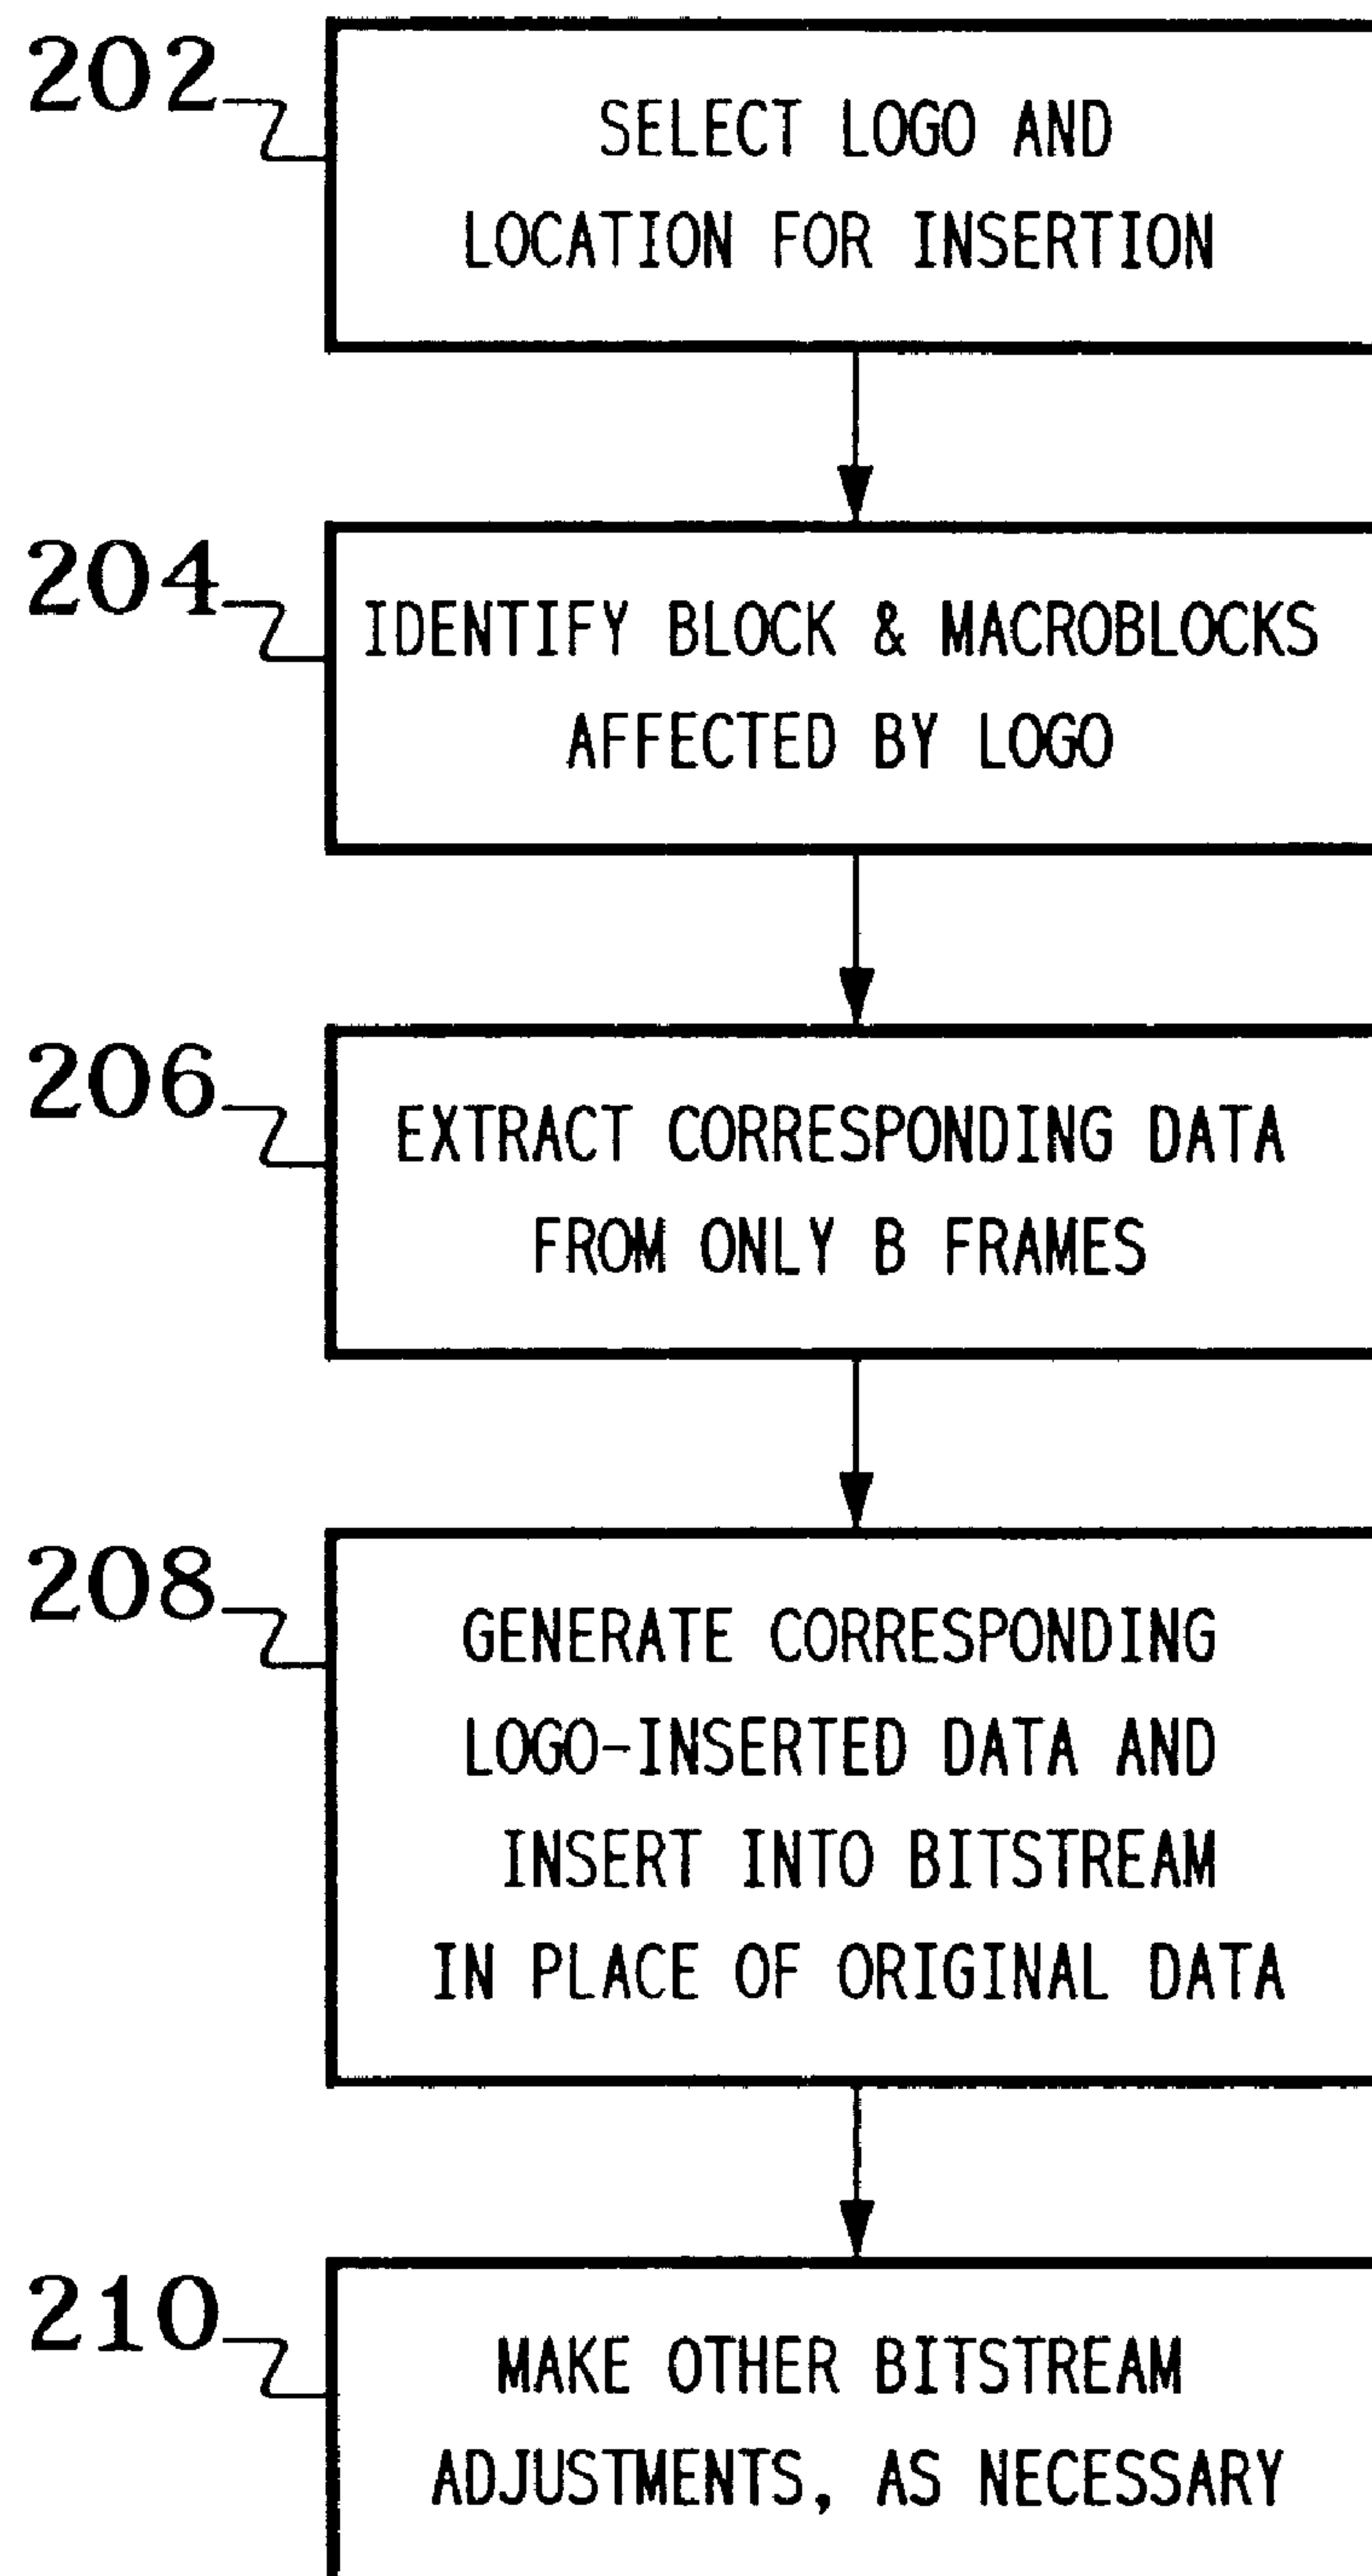 202
SELECT LOGO AND
LOCATION FOR INSERTION
204
IDENTIFY BLOCK & MACROBLOCKS
AFFECTED BY LOGO
206
EXTRACT CORRESPONDING DATA
FROM ONLY B FRAMES
208
GENERATE CORRESPONDING
LOGO-INSERTED DATA AND
INSERT INTO BITSTREAM
IN PLACE OF ORIGINAL DATA
210
MAKE OTHER BITSTREAM
ADJUSTMENTS, AS NECESSARY